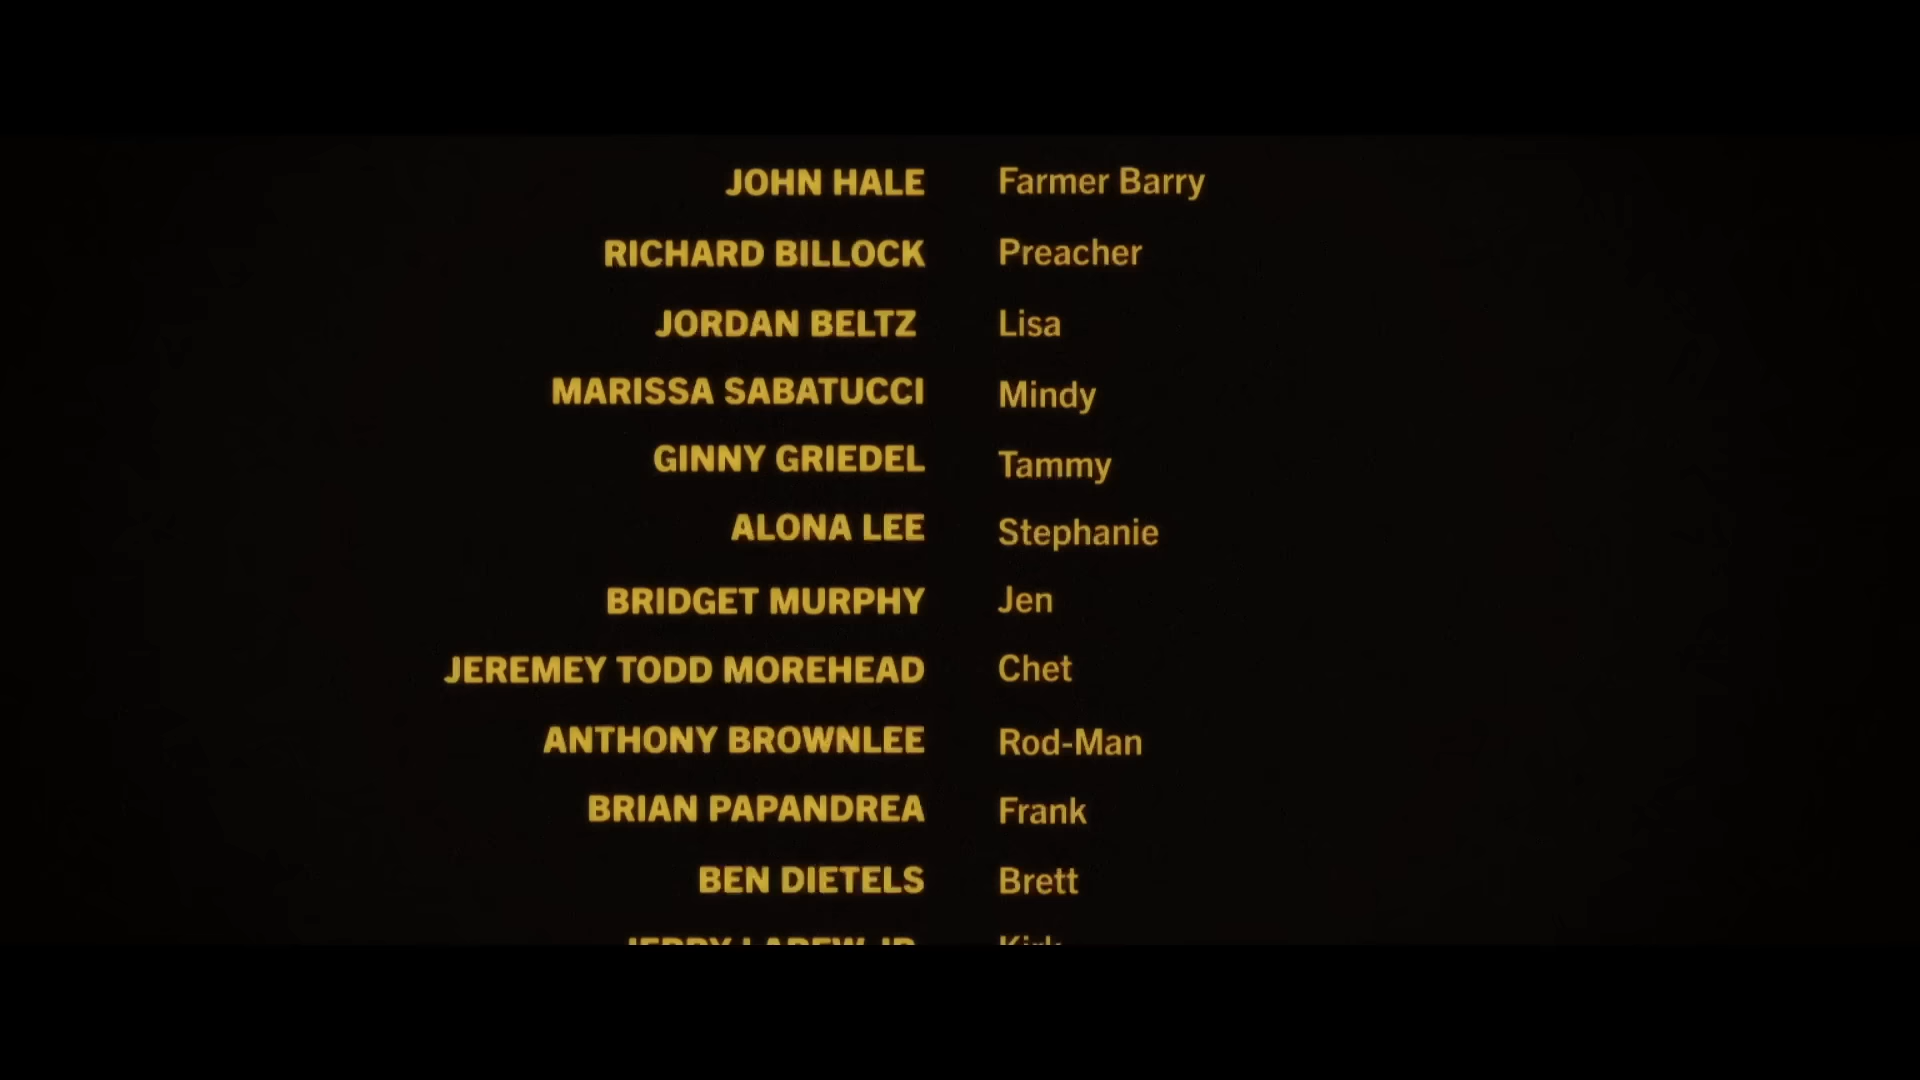 JOHN HALE Farmer Barry
RICHARD BILLOCK Preacher
JORDAN BELTZ Lisa
MARISSA SABATUCCI Mindy
GINNY GRIEDEL Tammy
ALONA LEE Stephanie
BRIDGET MURPHY Jen
JEREMEY TODD MOREHEAD Chet
ANTHONY BROWNLEE Rod-Man
BRIAN PAPANDREA Frank
BEN DIETELS Brett